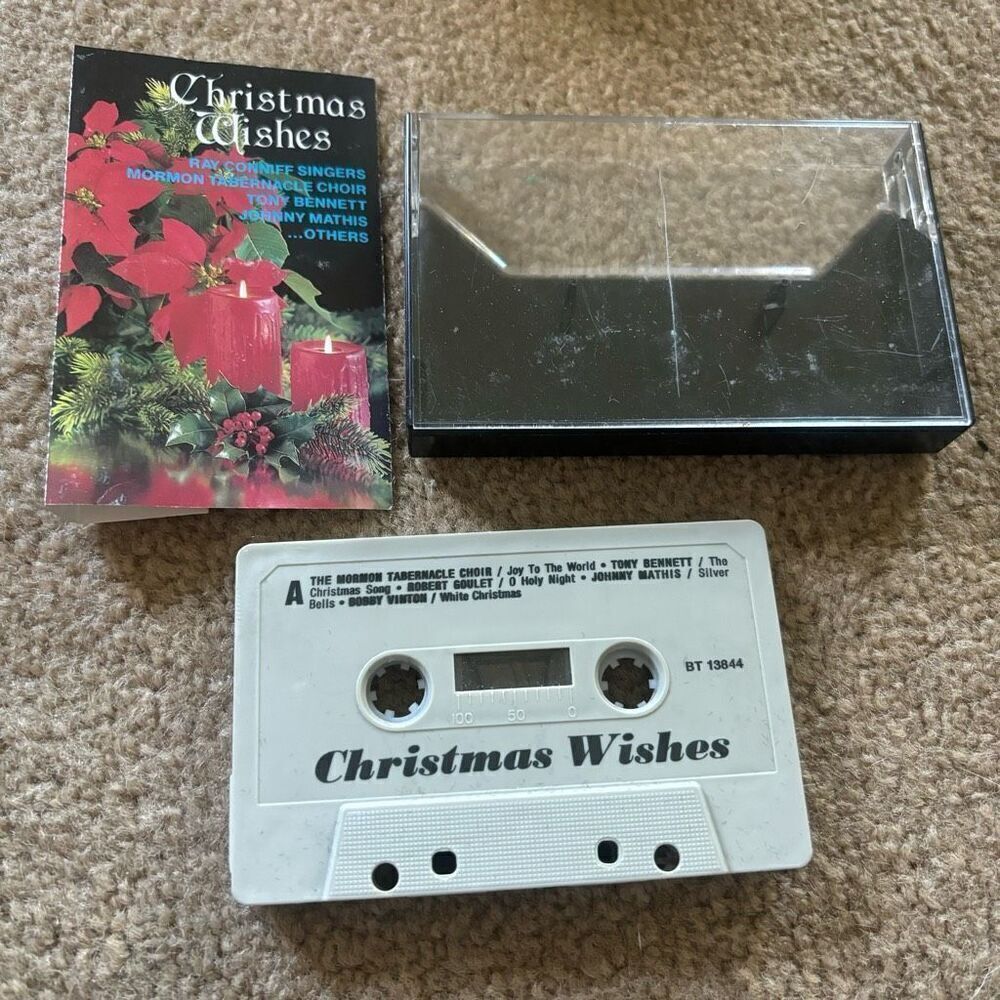 Christmas
Wishes
RAY CONNIFF SINGERS
MORMON TABERNACLE CHOIR
TONY BENNETT
JOHNNY MATHIS
...OTHERS
A
THE MORMON TABERNACLE CHOIR / Joy To The World • TONY BENNETT / The
Christmas Song • ROBERT GOULET / O Holy Night • JOHNNY MATHIS / Silver
Bells • BOBBY VINTON / White Christmas
BT 13844
100 50 0
Christmas Wishes